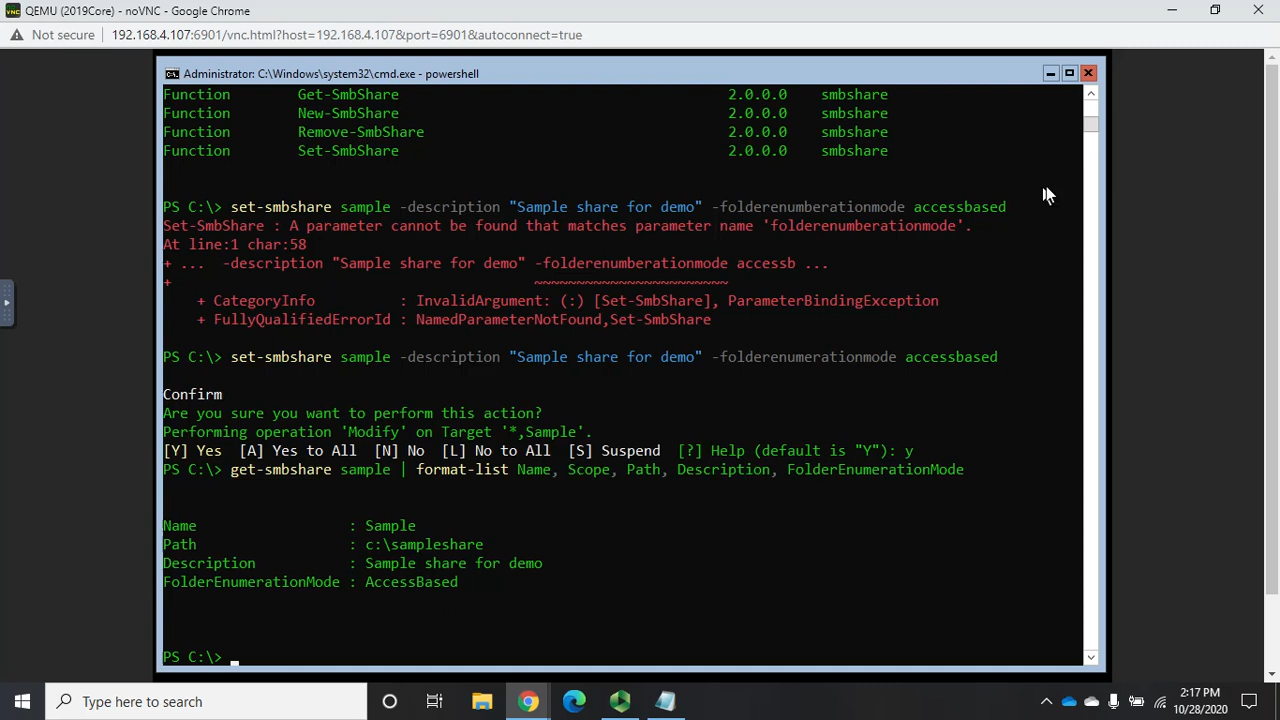 QEMU (2019Core) - noVNC - Google Chrome
Not secure 192.168.4.107:6901/vnc.html?host=192.168.4.107&port=6901&autoconnect=true
Administrator: C:\Windows\system32\cmd.exe - powershell
Function Get-SmbShare 2.0.0.0 smbshare
Function New-SmbShare 2.0.0.0 smbshare
Function Remove-SmbShare 2.0.0.0 smbshare
Function Set-SmbShare 2.0.0.0 smbshare
PS C:\> set-smbshare sample -description "Sample share for demo" -folderenumberationmode accessbased
Set-SmbShare : A parameter cannot be found that matches parameter name 'folderenumberationmode'.
At line:1 char:58
+ ... -description "Sample share for demo" -folderenumberationmode accessb ...
+ ~~~~~~~~~~~~~~~~~~~~~~~
+ CategoryInfo : InvalidArgument: (:) [Set-SmbShare], ParameterBindingException
+ FullyQualifiedErrorId : NamedParameterNotFound,Set-SmbShare
PS C:\> set-smbshare sample -description "Sample share for demo" -folderenumerationmode accessbased
Confirm
Are you sure you want to perform this action?
Performing operation 'Modify' on Target '*,Sample'.
[Y] Yes [A] Yes to All [N] No [L] No to All [S] Suspend [?] Help (default is "Y"): y
PS C:\> get-smbshare sample | format-list Name, Scope, Path, Description, FolderEnumerationMode
Name : Sample
Path : c:\sampleshare
Description : Sample share for demo
FolderEnumerationMode : AccessBased
PS C:\>
Type here to search
2:17 PM
10/28/2020